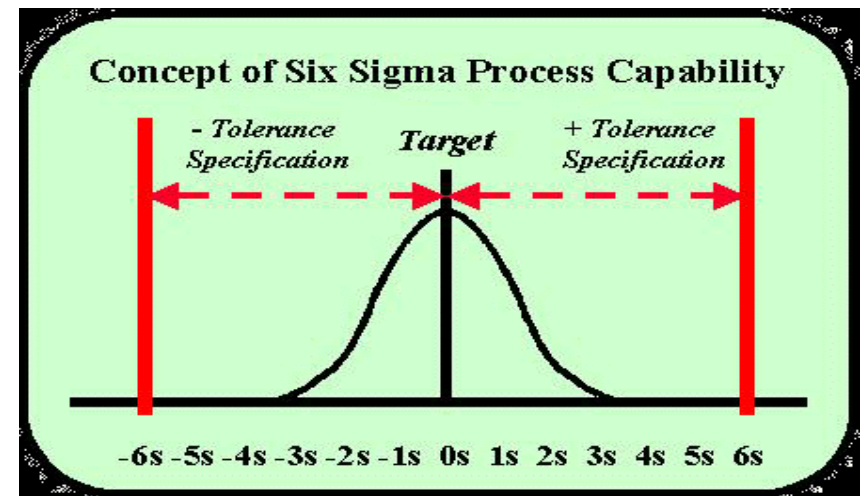 Concept of Six Sigma Process Capability
- Tolerance
Specification
Target
+ Tolerance
Specification
-6s -5s -4s -3s -2s -1s 0s 1s 2s 3s 4s 5s 6s